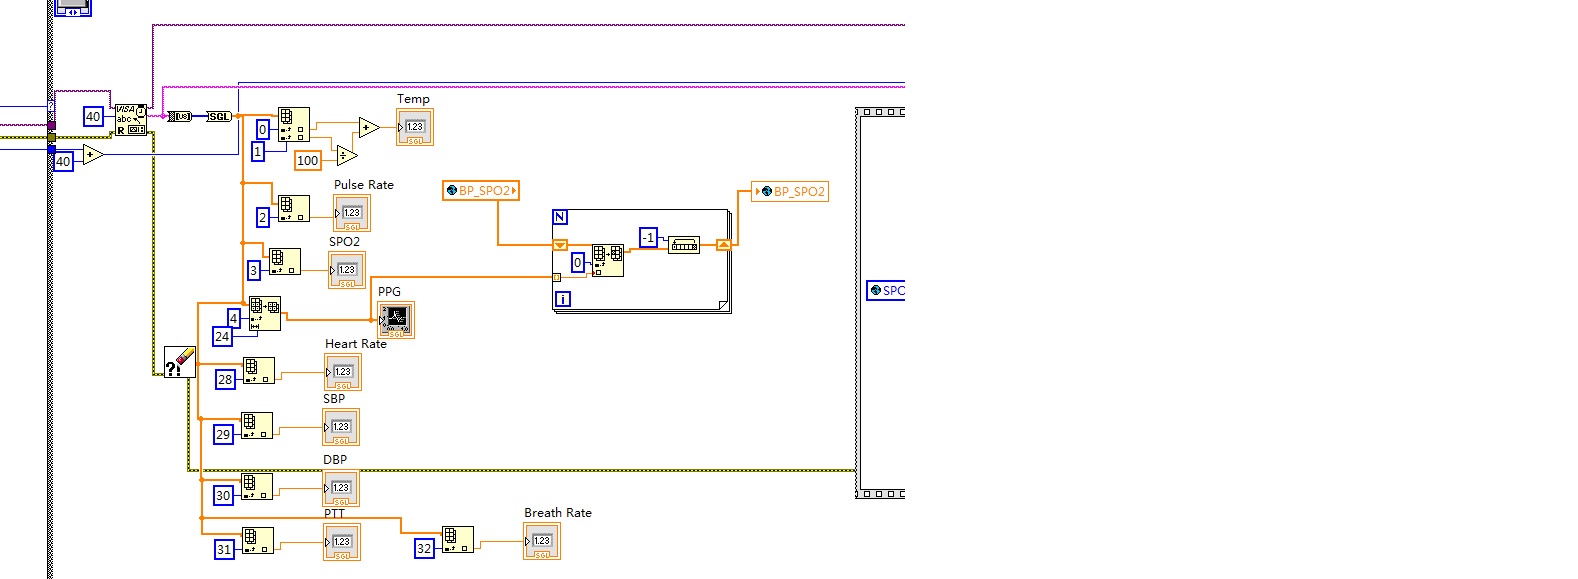 40
VISA
abc
R
[U8]
SGL
40
0
1
100
Temp
1.23
SGL
Pulse Rate
2
1.23
SGL
BP_SPO2
BP_SPO2
SPO2
3
1.23
SGL
N
-1
0
i
PPG
4
24
SGL
SPO
Heart Rate
28
1.23
SGL
SBP
29
1.23
SGL
DBP
30
1.23
SGL
PTT
31
1.23
SGL
32
Breath Rate
1.23
SGL
?!